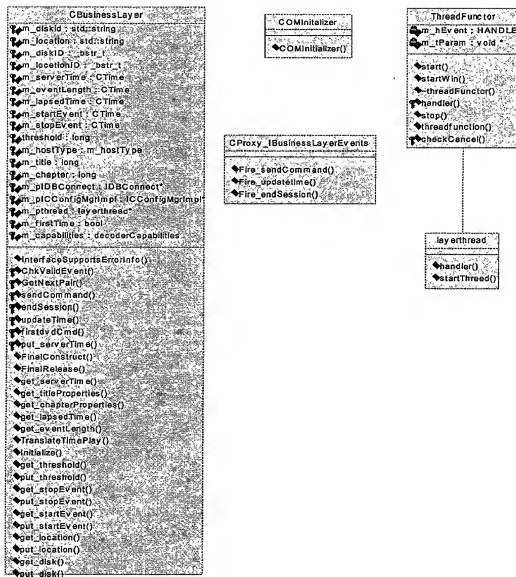 CBusinessLayer
m_diskId : std::string
m_location : std::string
m_diskID : _bstr_t
m_locetionID : _bstr_t
m_serverTime : CTime
m_eventLength : CTime
m_lapsedTime : CTime
m_startEvent : CTime
m_stopEvent : CTime
threshold : long
m_hostType : m_hostType
m_title : long
m_chapter : long
m_pIDBConnect : IDBConnect*
m_pICConfigMgrImpl : ICConfigMgrImpl*
m_pthread : layerthread*
m_firstTime : bool
m_capabilities : decoderCapabilities
InterfaceSupportsErrorInfo()
ChkValidEvent()
GetNextPair()
sendCommand()
endSession()
updateTime()
firstdvdCmd()
put_serverTime()
FinalConstruct()
FinalRelease()
get_serverTime()
get_titleProperties()
get_chapterProperties()
get_lapsedTime()
get_eventLength()
TranslateTimePlay()
Initialize()
get_threshold()
put_threshold()
get_stopEvent()
put_stopEvent()
get_startEvent()
put_startEvent()
get_location()
put_location()
get_disk()
put_disk()
COMInitalizer
COMInitializer()
CProxy_IBusinessLayerEvents
Fire_sendCommand()
Fire_updatetime()
Fire_endSession()
ThreadFunctor
m_hEvent : HANDLE
m_tParam : void *
start()
startWin()
~threadFunctor()
handler()
stop()
threadfunction()
checkCancel()
layerthread
handler()
startThreed()